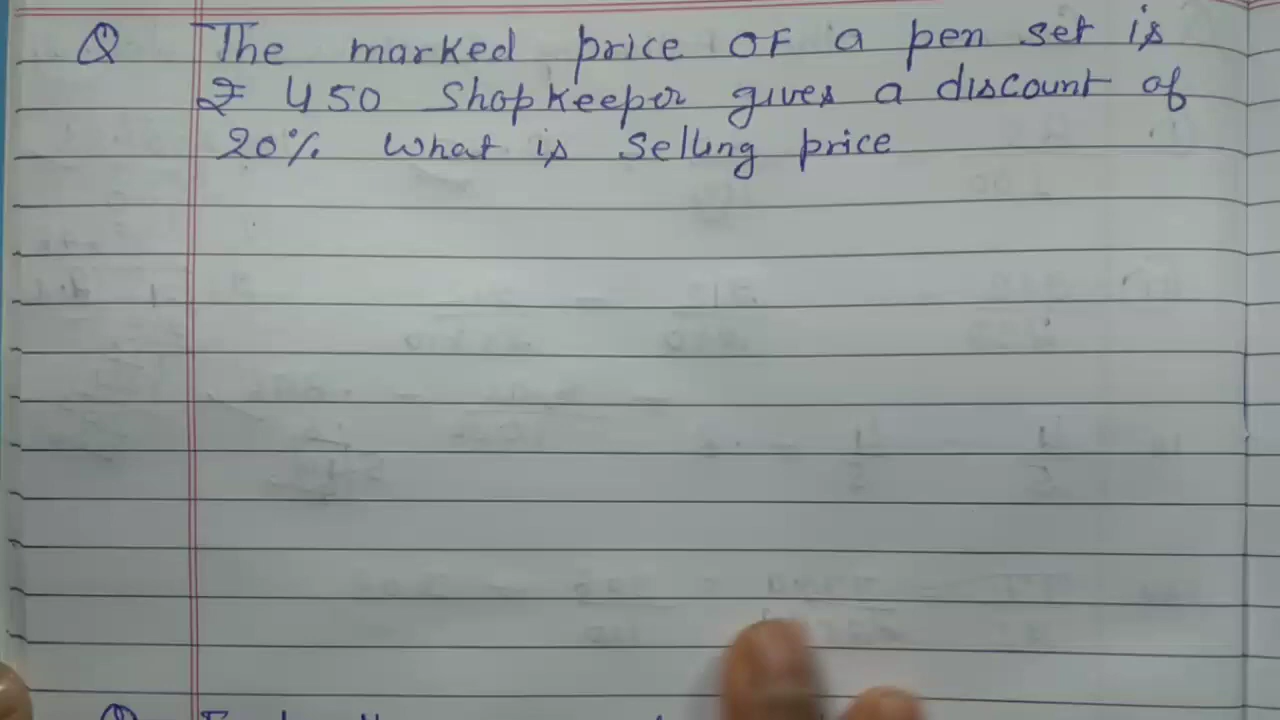 Q The marked price OF a pen set is
₹ 450 Shopkeeper gives a discount of
20% What is Selling price
Q